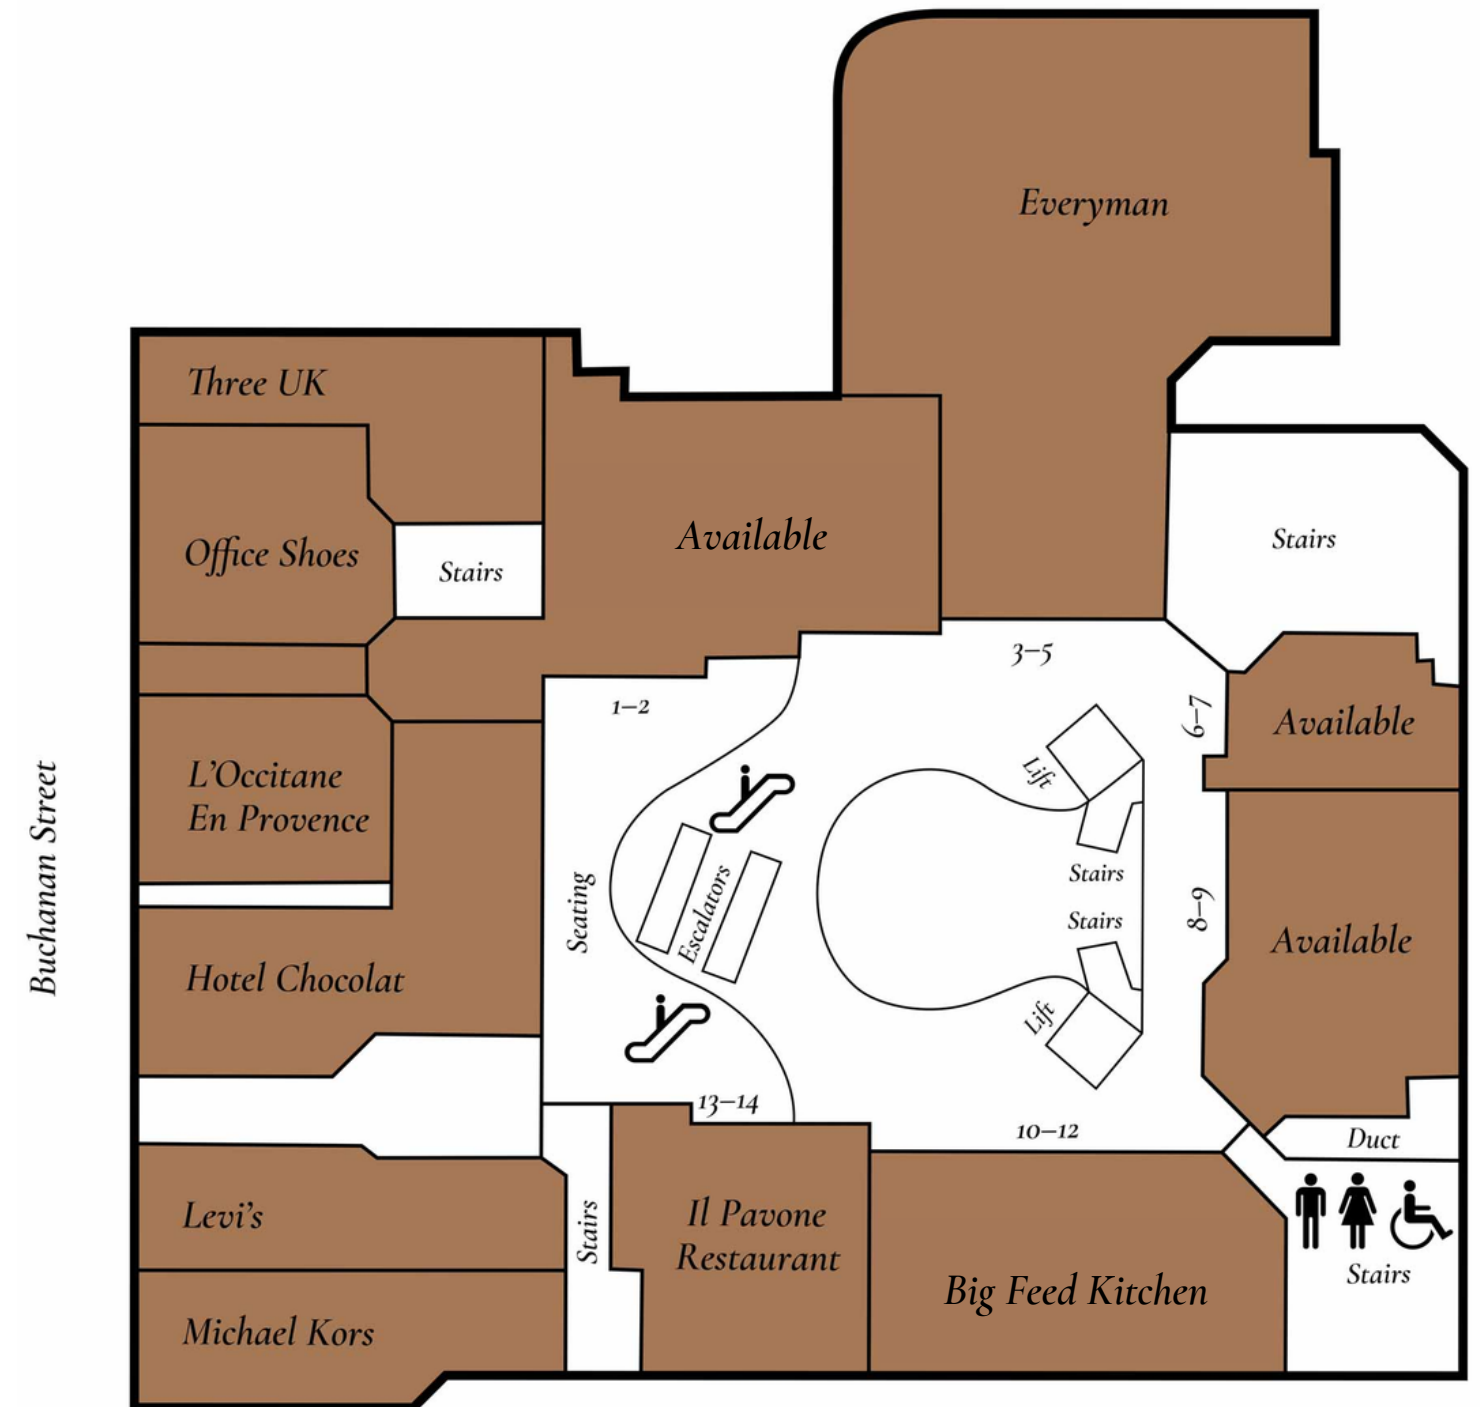 Everyman
Three UK
Office Shoes
Stairs
Available
Stairs
3–5
1–2
6–7
Available
L'Occitane
En Provence
Lift
Escalators
Stairs
Stairs
Seating
8–9
Available
Buchanan Street
Hotel Chocolat
Lift
13–14
10–12
Duct
Levi's
Stairs
Il Pavone
Restaurant
Big Feed Kitchen
Stairs
Michael Kors